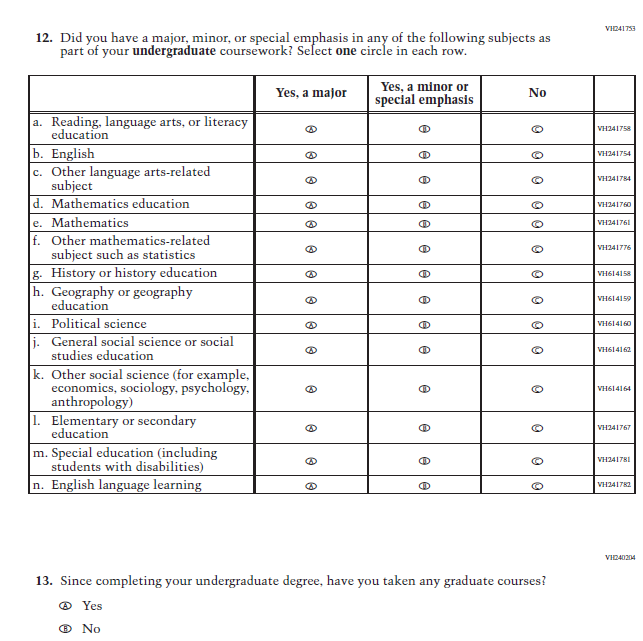 VH241753
12. Did you have a major, minor, or special emphasis in any of the following subjects as
part of your undergraduate coursework? Select one circle in each row.
Yes, a major
Yes, a minor or
special emphasis
No
a. Reading, language arts, or literacy
education
A B C VH241758
b. English A B C VH241754
c. Other language arts-related
subject
A B C VH241784
d. Mathematics education A B C VH241760
e. Mathematics A B C VH241761
f. Other mathematics-related
subject such as statistics
A B C VH241776
g. History or history education A B C VH614158
h. Geography or geography
education
A B C VH614159
i. Political science A B C VH614160
j. General social science or social
studies education
A B C VH614162
k. Other social science (for example,
economics, sociology, psychology,
anthropology)
A B C VH614164
l. Elementary or secondary
education
A B C VH241767
m. Special education (including
students with disabilities)
A B C VH241781
n. English language learning A B C VH241782
VH240204
13. Since completing your undergraduate degree, have you taken any graduate courses?
A Yes
B No